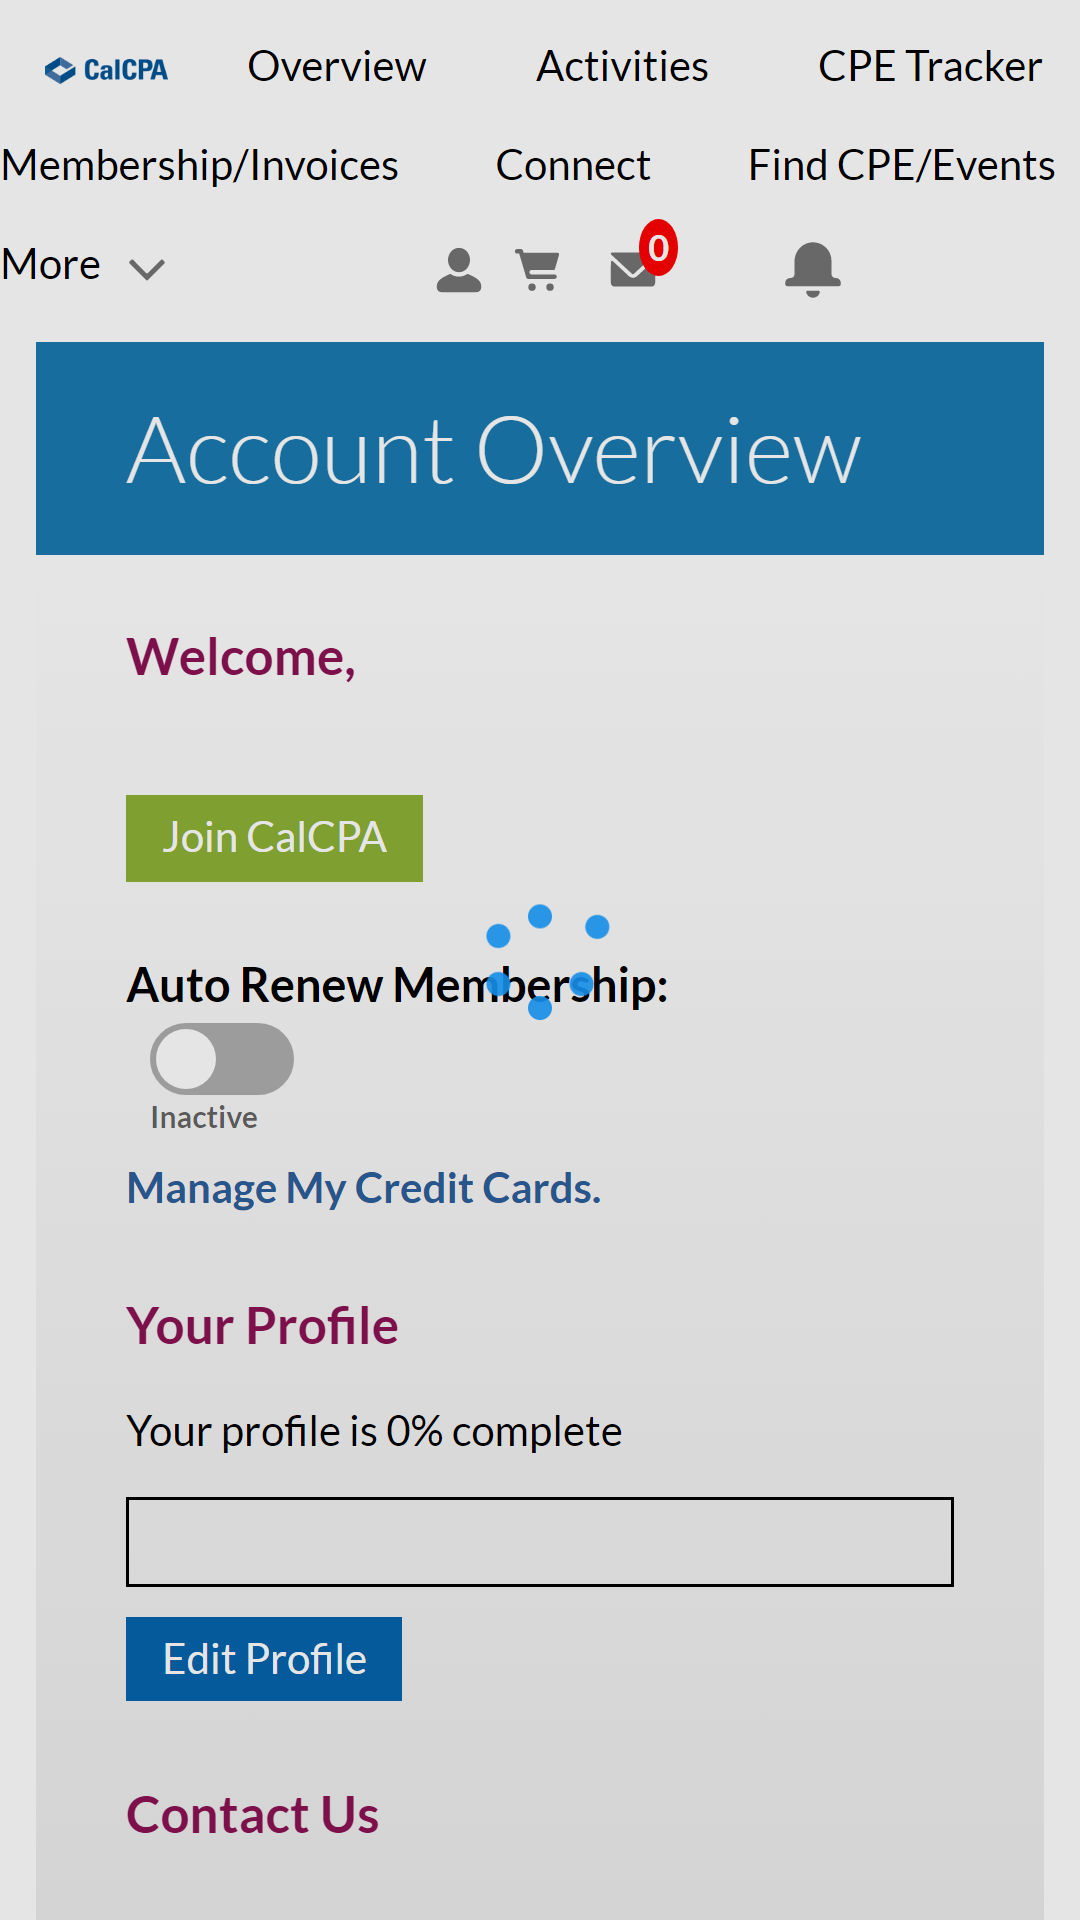 CalCPA Overview Activities CPE Tracker
Membership/Invoices Connect Find CPE/Events
More 0
Account Overview
Welcome,
Join CalCPA
Auto Renew Membership:
Inactive
Manage My Credit Cards.
Your Profile
Your profile is 0% complete
Edit Profile
Contact Us